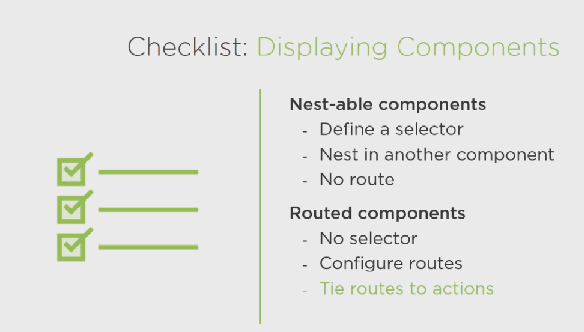 Checklist: Displaying Components
Nest-able components
- Define a selector
- Nest in another component
- No route
Routed components
- No selector
- Configure routes
- Tie routes to actions